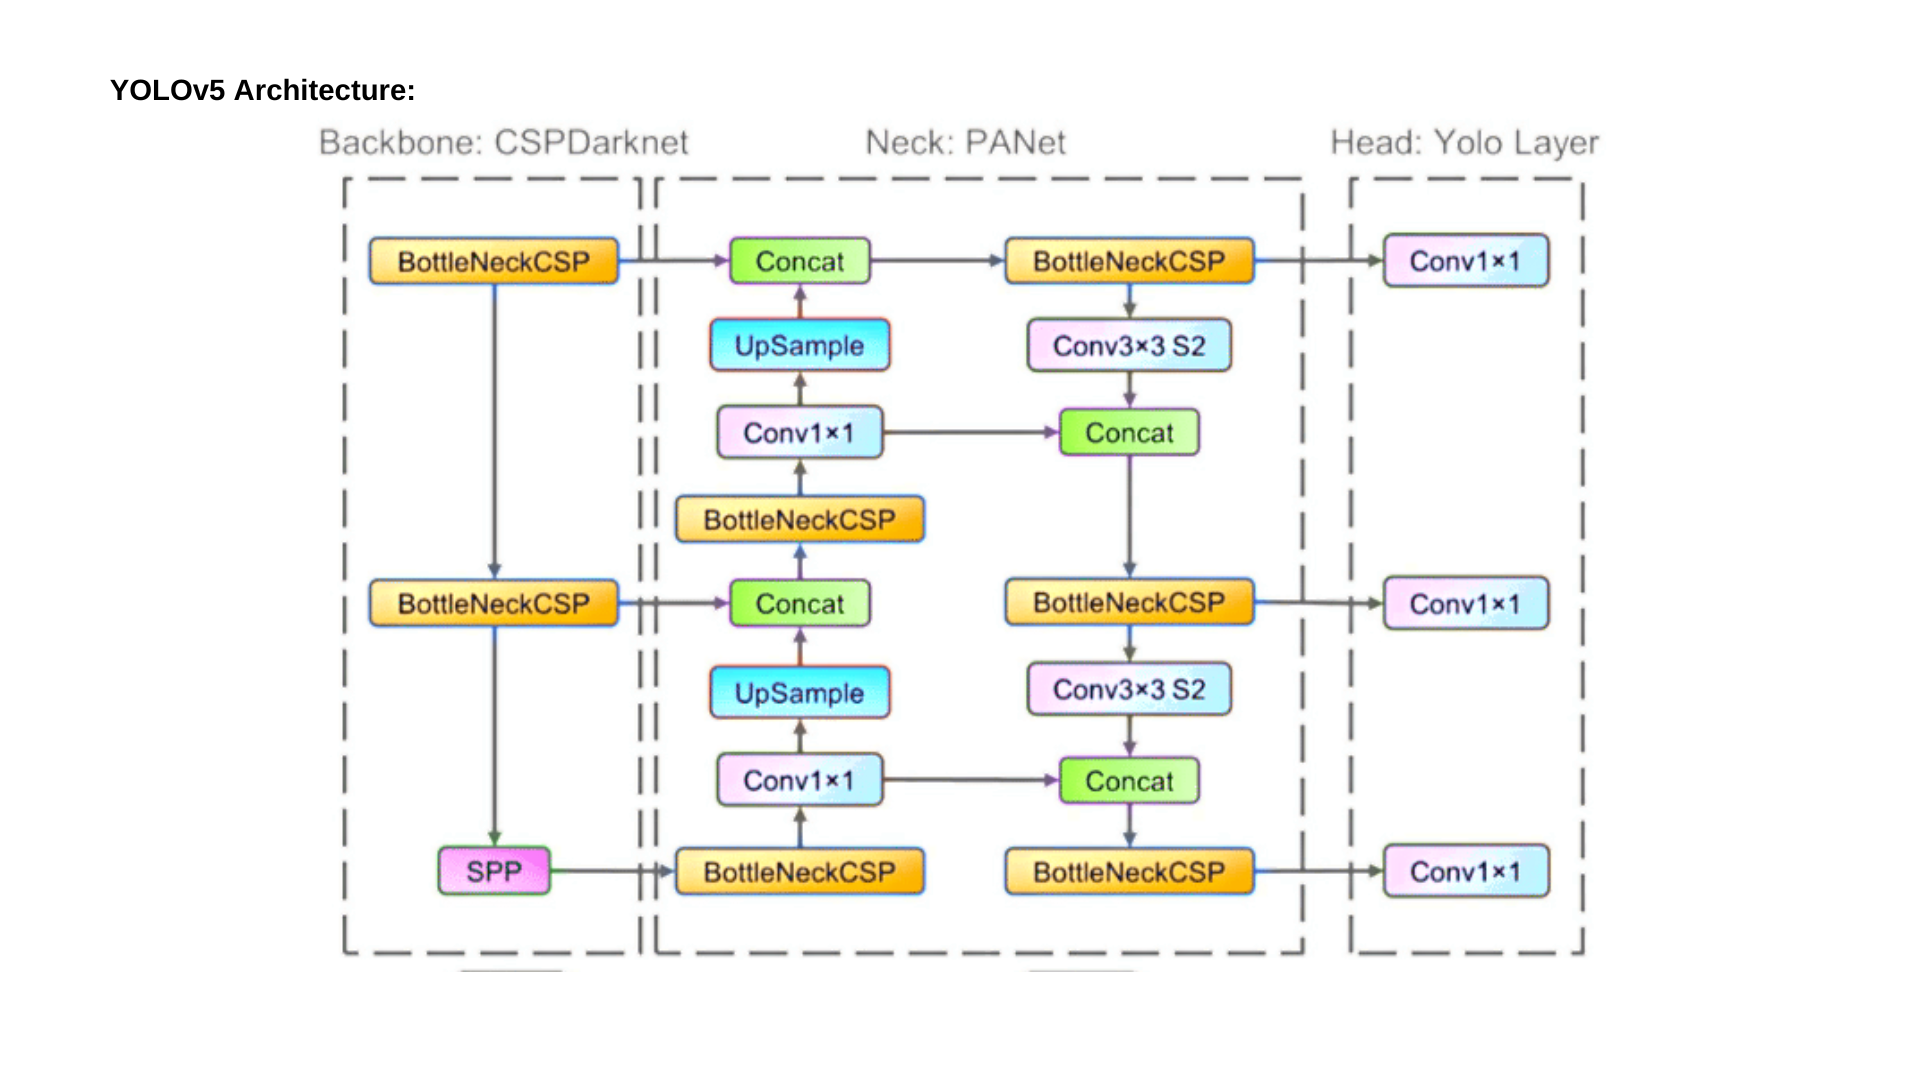 YOLOv5 Architecture:
Backbone: CSPDarknet
Neck: PANet
Head: Yolo Layer
BottleNeckCSP
Concat
BottleNeckCSP
Conv1×1
UpSample
Conv3×3 S2
Conv1×1
Concat
BottleNeckCSP
BottleNeckCSP
Concat
BottleNeckCSP
Conv1×1
UpSample
Conv3×3 S2
Conv1×1
Concat
SPP
BottleNeckCSP
BottleNeckCSP
Conv1×1